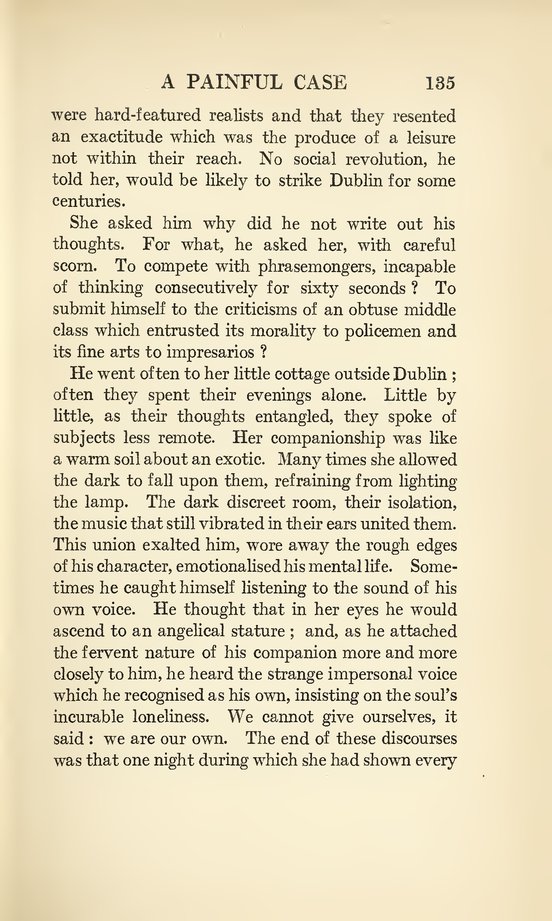 A PAINFUL CASE 135
were hard-featured realists and that they resented
an exactitude which was the produce of a leisure
not within their reach. No social revolution, he
told her, would be likely to strike Dublin for some
centuries.
She asked him why did he not write out his
thoughts. For what, he asked her, with careful
scorn. To compete with phrasemongers, incapable
of thinking consecutively for sixty seconds ? To
submit himself to the criticisms of an obtuse middle
class which entrusted its morality to policemen and
its fine arts to impresarios ?
He went often to her little cottage outside Dublin ;
often they spent their evenings alone. Little by
little, as their thoughts entangled, they spoke of
subjects less remote. Her companionship was like
a warm soil about an exotic. Many times she allowed
the dark to fall upon them, refraining from lighting
the lamp. The dark discreet room, their isolation,
the music that still vibrated in their ears united them.
This union exalted him, wore away the rough edges
of his character, emotionalised his mental life. Some-
times he caught himself listening to the sound of his
own voice. He thought that in her eyes he would
ascend to an angelical stature ; and, as he attached
the fervent nature of his companion more and more
closely to him, he heard the strange impersonal voice
which he recognised as his own, insisting on the soul's
incurable loneliness. We cannot give ourselves, it
said : we are our own. The end of these discourses
was that one night during which she had shown every